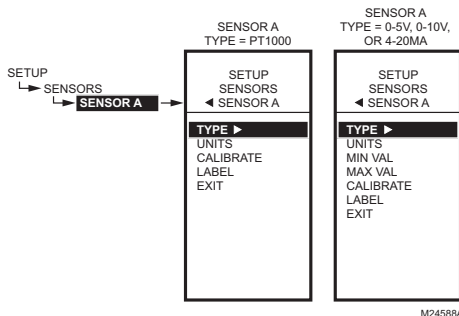 SENSOR A
TYPE = PT1000
SENSOR A
TYPE = 0-5V, 0-10V,
OR 4-20MA
SETUP
SENSORS
SENSOR A
SETUP
SENSORS
◄ SENSOR A
TYPE ►
UNITS
CALIBRATE
LABEL
EXIT
SETUP
SENSORS
◄ SENSOR A
TYPE ►
UNITS
MIN VAL
MAX VAL
CALIBRATE
LABEL
EXIT
M24588A